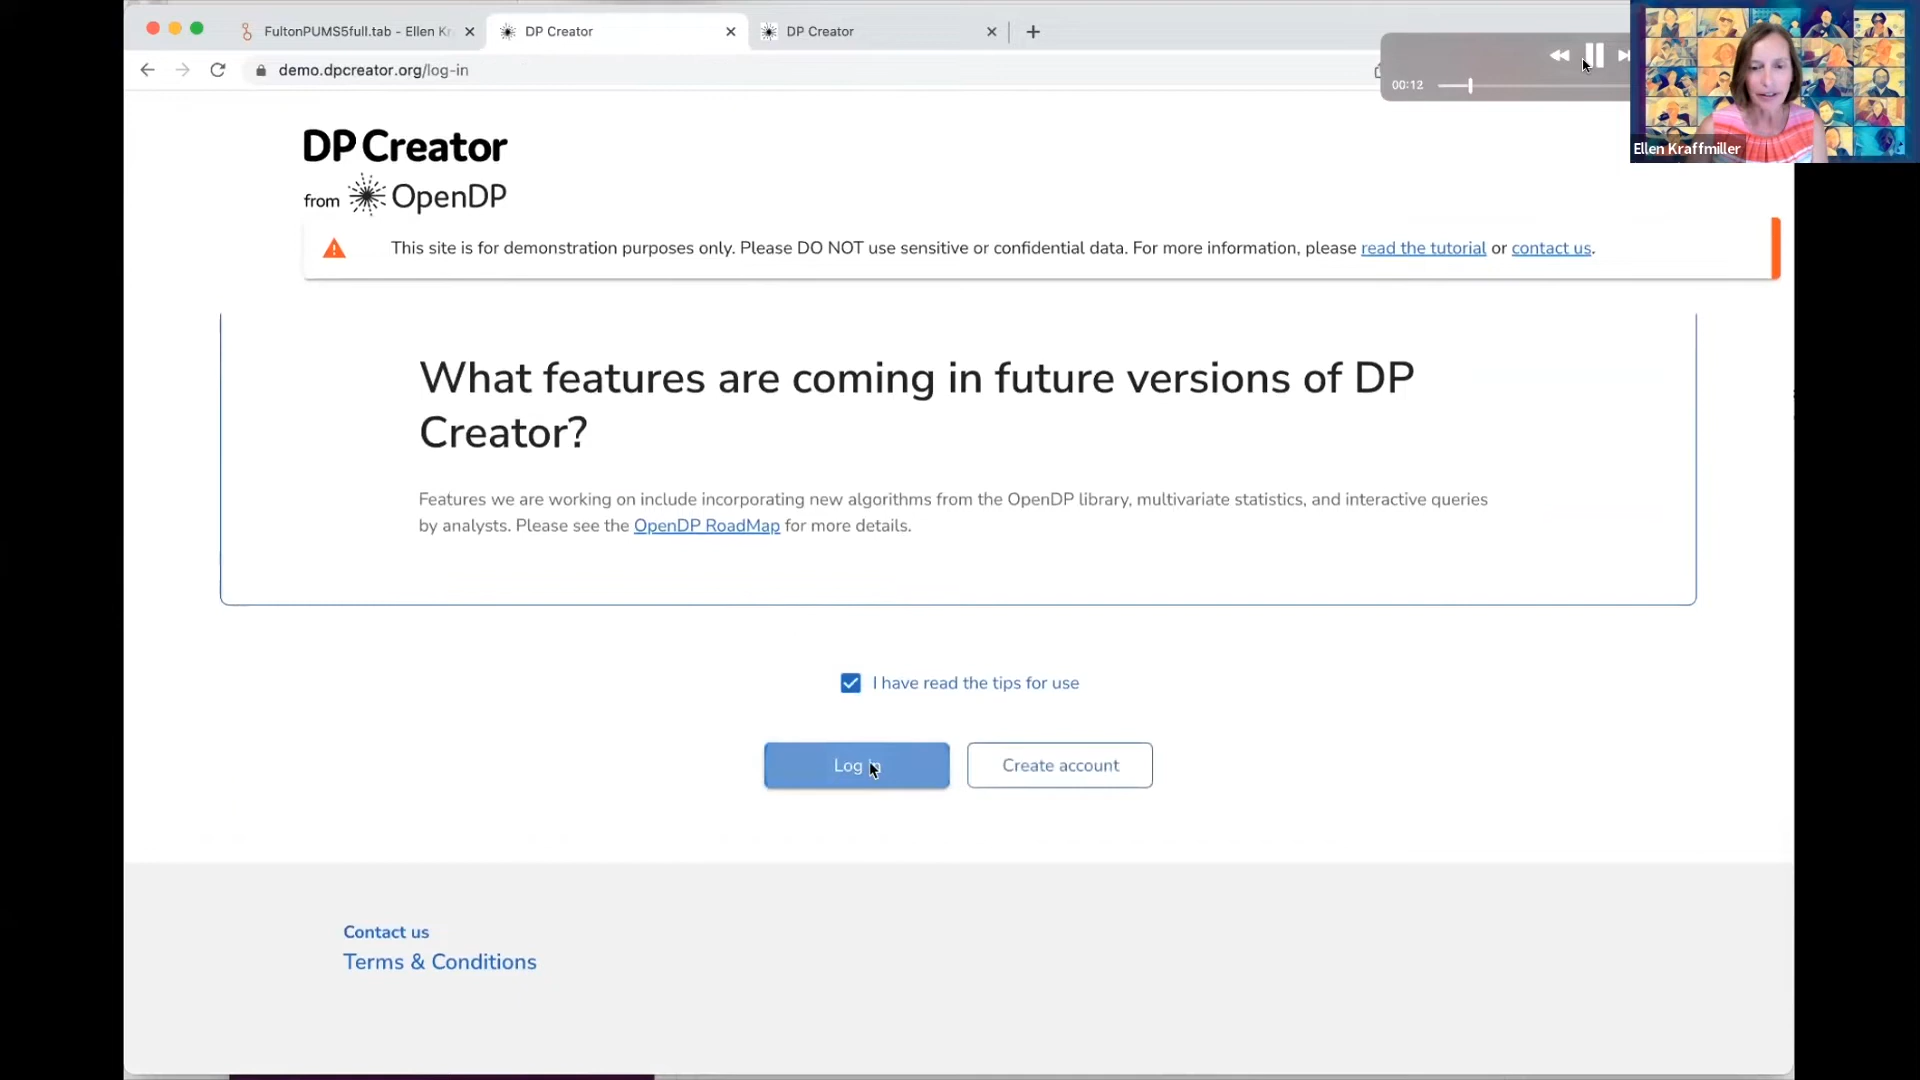 FultonPUMS5full.tab - Ellen Kr
DP Creator
DP Creator
demo.dpcreator.org/log-in
00:12
Ellen Kraffmiller
DP Creator
from OpenDP
This site is for demonstration purposes only. Please DO NOT use sensitive or confidential data. For more information, please read the tutorial or contact us.
What features are coming in future versions of DP
Creator?
Features we are working on include incorporating new algorithms from the OpenDP library, multivariate statistics, and interactive queries
by analysts. Please see the OpenDP RoadMap for more details.
I have read the tips for use
Log in
Create account
Contact us
Terms & Conditions